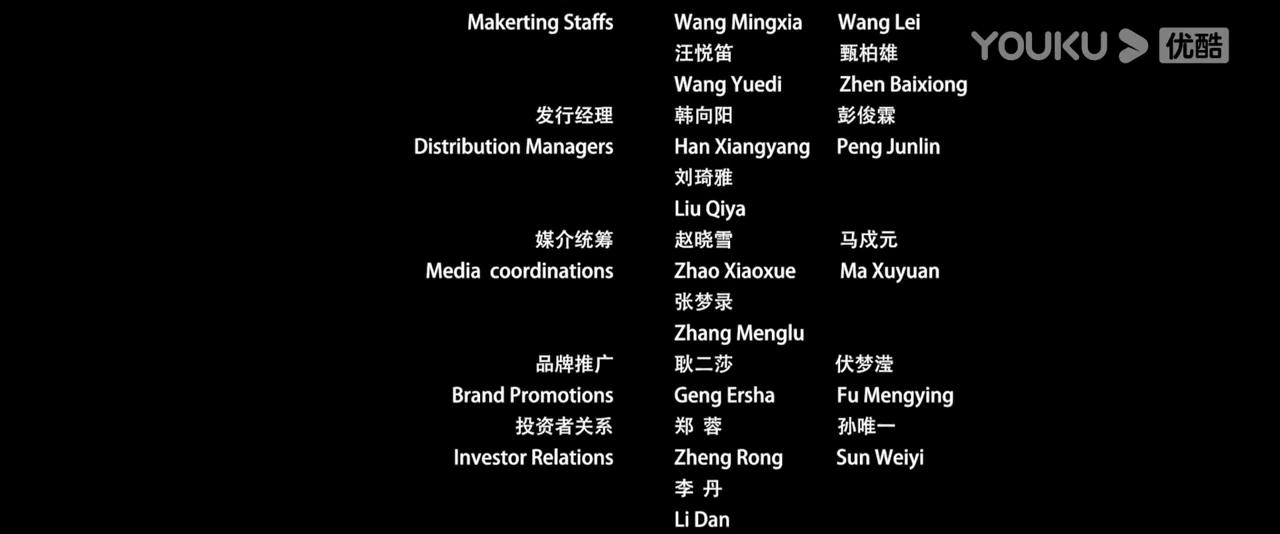 Makerting Staffs Wang Mingxia Wang Lei
YOUKU 优酷
汪悦笛 甄柏雄
Wang Yuedi Zhen Baixiong
发行经理 韩向阳 彭俊霖
Distribution Managers Han Xiangyang Peng Junlin
刘琦雅
Liu Qiya
媒介统筹 赵晓雪 马戍元
Media coordinations Zhao Xiaoxue Ma Xuyuan
张梦录
Zhang Menglu
品牌推广 耿二莎 伏梦滢
Brand Promotions Geng Ersha Fu Mengying
投资者关系 郑 蓉 孙唯一
Investor Relations Zheng Rong Sun Weiyi
李 丹
Li Dan